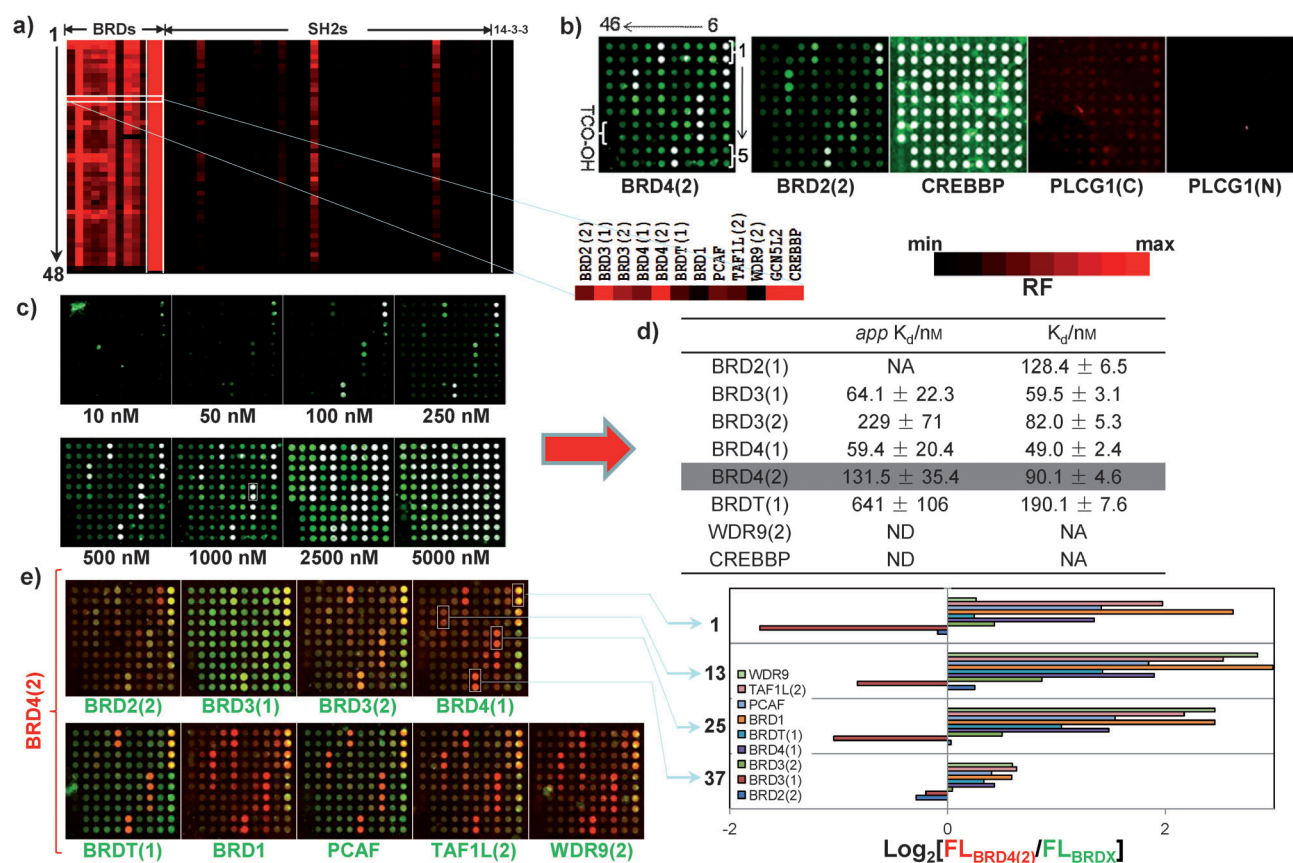 a)
BRDs SH2s 14-3-3
1
48
b)
46 6
1
5
TCO-OH
BRD4(2) BRD2(2) CREBBP PLCG1(C) PLCG1(N)
BRD2(2)
BRD3(1)
BRD3(2)
BRD4(1)
BRD4(2)
BRDT(1)
BRD1
PCAF
TAF1L(2)
WDR9(2)
GCN5L2
CREBBP
min max
RF
c)
10 nM 50 nM 100 nM 250 nM
500 nM 1000 nM 2500 nM 5000 nM
d)
app Kd/nM Kd/nM
BRD2(1) NA 128.4 ± 6.5
BRD3(1) 64.1 ± 22.3 59.5 ± 3.1
BRD3(2) 229 ± 71 82.0 ± 5.3
BRD4(1) 59.4 ± 20.4 49.0 ± 2.4
BRD4(2) 131.5 ± 35.4 90.1 ± 4.6
BRDT(1) 641 ± 106 190.1 ± 7.6
WDR9(2) ND NA
CREBBP ND NA
e)
BRD4(2)
BRD2(2) BRD3(1) BRD3(2) BRD4(1)
BRDT(1) BRD1 PCAF TAF1L(2) WDR9(2)
1
13
25
37
WDR9
TAF1L(2)
PCAF
BRD1
BRDT(1)
BRD4(1)
BRD3(2)
BRD3(1)
BRD2(2)
-2 0 2
Log2[FLBRD4(2)/FLBRDX]